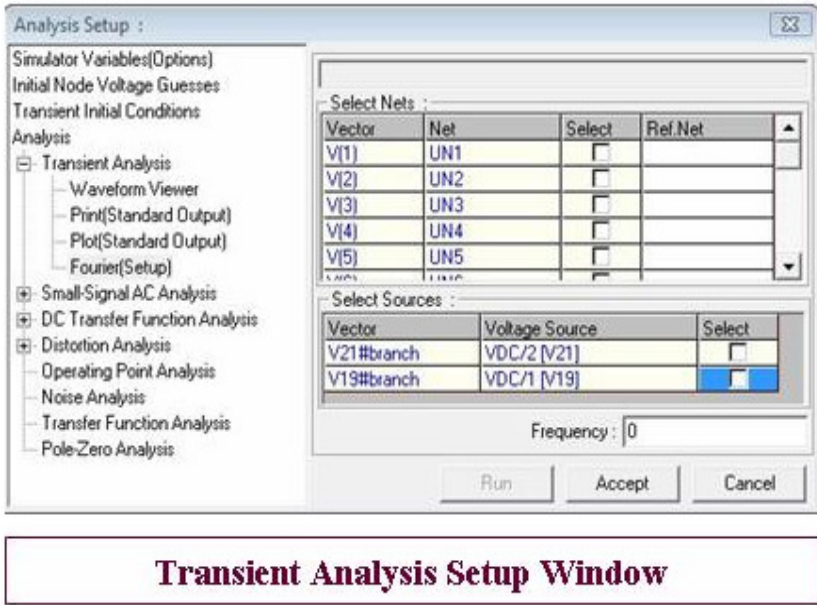 Analysis Setup :
Simulator Variables(Options)
Initial Node Voltage Guesses
Transient Initial Conditions
Analysis
Transient Analysis
Waveform Viewer
Print(Standard Output)
Plot(Standard Output)
Fourier(Setup)
Small-Signal AC Analysis
DC Transfer Function Analysis
Distortion Analysis
Operating Point Analysis
Noise Analysis
Transfer Function Analysis
Pole-Zero Analysis
Select Nets :
Vector Net Select Ref.Net
V(1) UN1
V(2) UN2
V(3) UN3
V(4) UN4
V(5) UN5
Select Sources :
Vector Voltage Source Select
V21#branch VDC/2 [V21]
V19#branch VDC/1 [V19]
Frequency : 0
Run Accept Cancel
Transient Analysis Setup Window